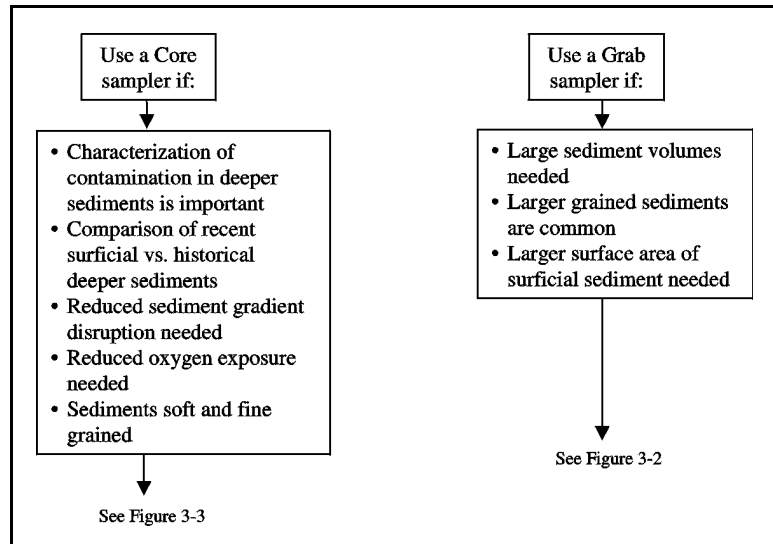 Use a Core
sampler if:
• Characterization of
contamination in deeper
sediments is important
• Comparison of recent
surficial vs. historical
deeper sediments
• Reduced sediment gradient
disruption needed
• Reduced oxygen exposure
needed
• Sediments soft and fine
grained
See Figure 3-3
Use a Grab
sampler if:
• Large sediment volumes
needed
• Larger grained sediments
are common
• Larger surface area of
surficial sediment needed
See Figure 3-2